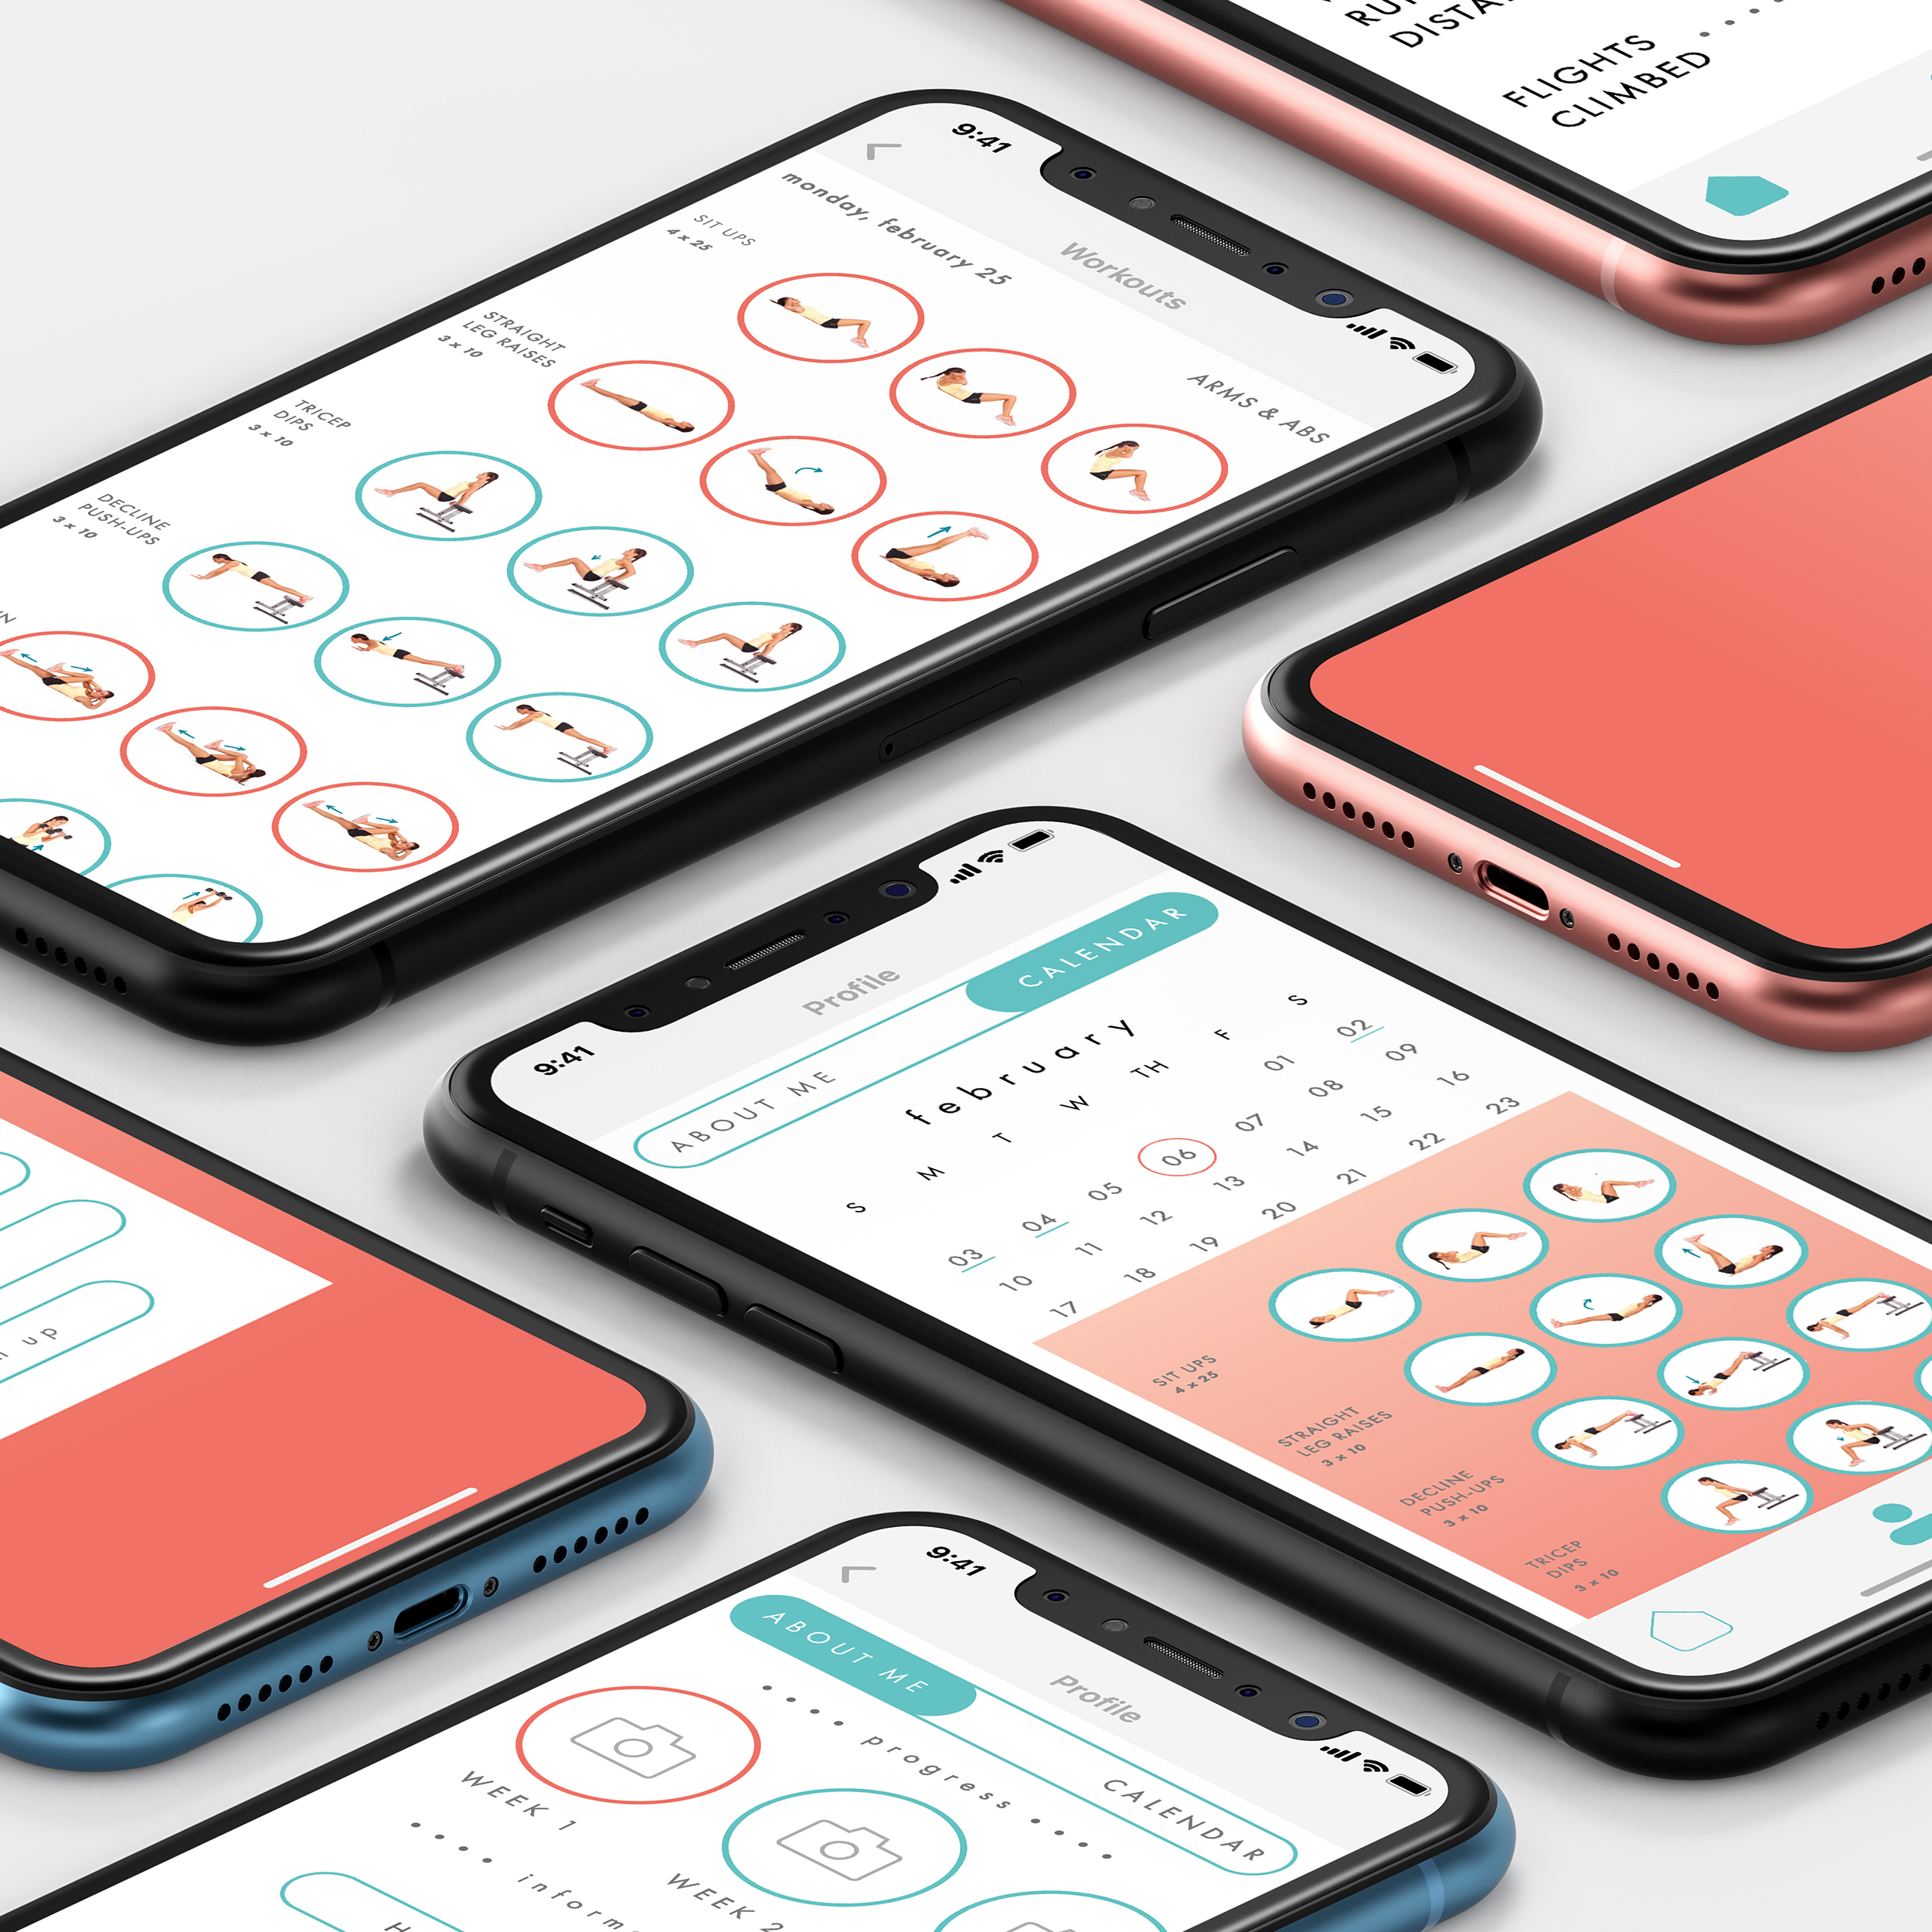 FLIGHTS
CLIMBED
9:41
Workouts
monday, february 25
ARMS & ABS
SIT UPS
4 x 25
STRAIGHT
LEG RAISES
3 x 10
TRICEP
DIPS
3 x 10
DECLINE
PUSH-UPS
3 x 10
9:41
Profile
ABOUT ME
CALENDAR
february
S M T W TH F S
01 02
03 04 05 06 07 08 09
10 11 12 13 14 15 16
17 18 19 20 21 22 23
SIT UPS
4 x 25
STRAIGHT
LEG RAISES
3 x 10
DECLINE
PUSH-UPS
3 x 10
TRICEP
DIPS
3 x 10
up
9:41
Profile
ABOUT ME
CALENDAR
progress
WEEK 1
WEEK 2